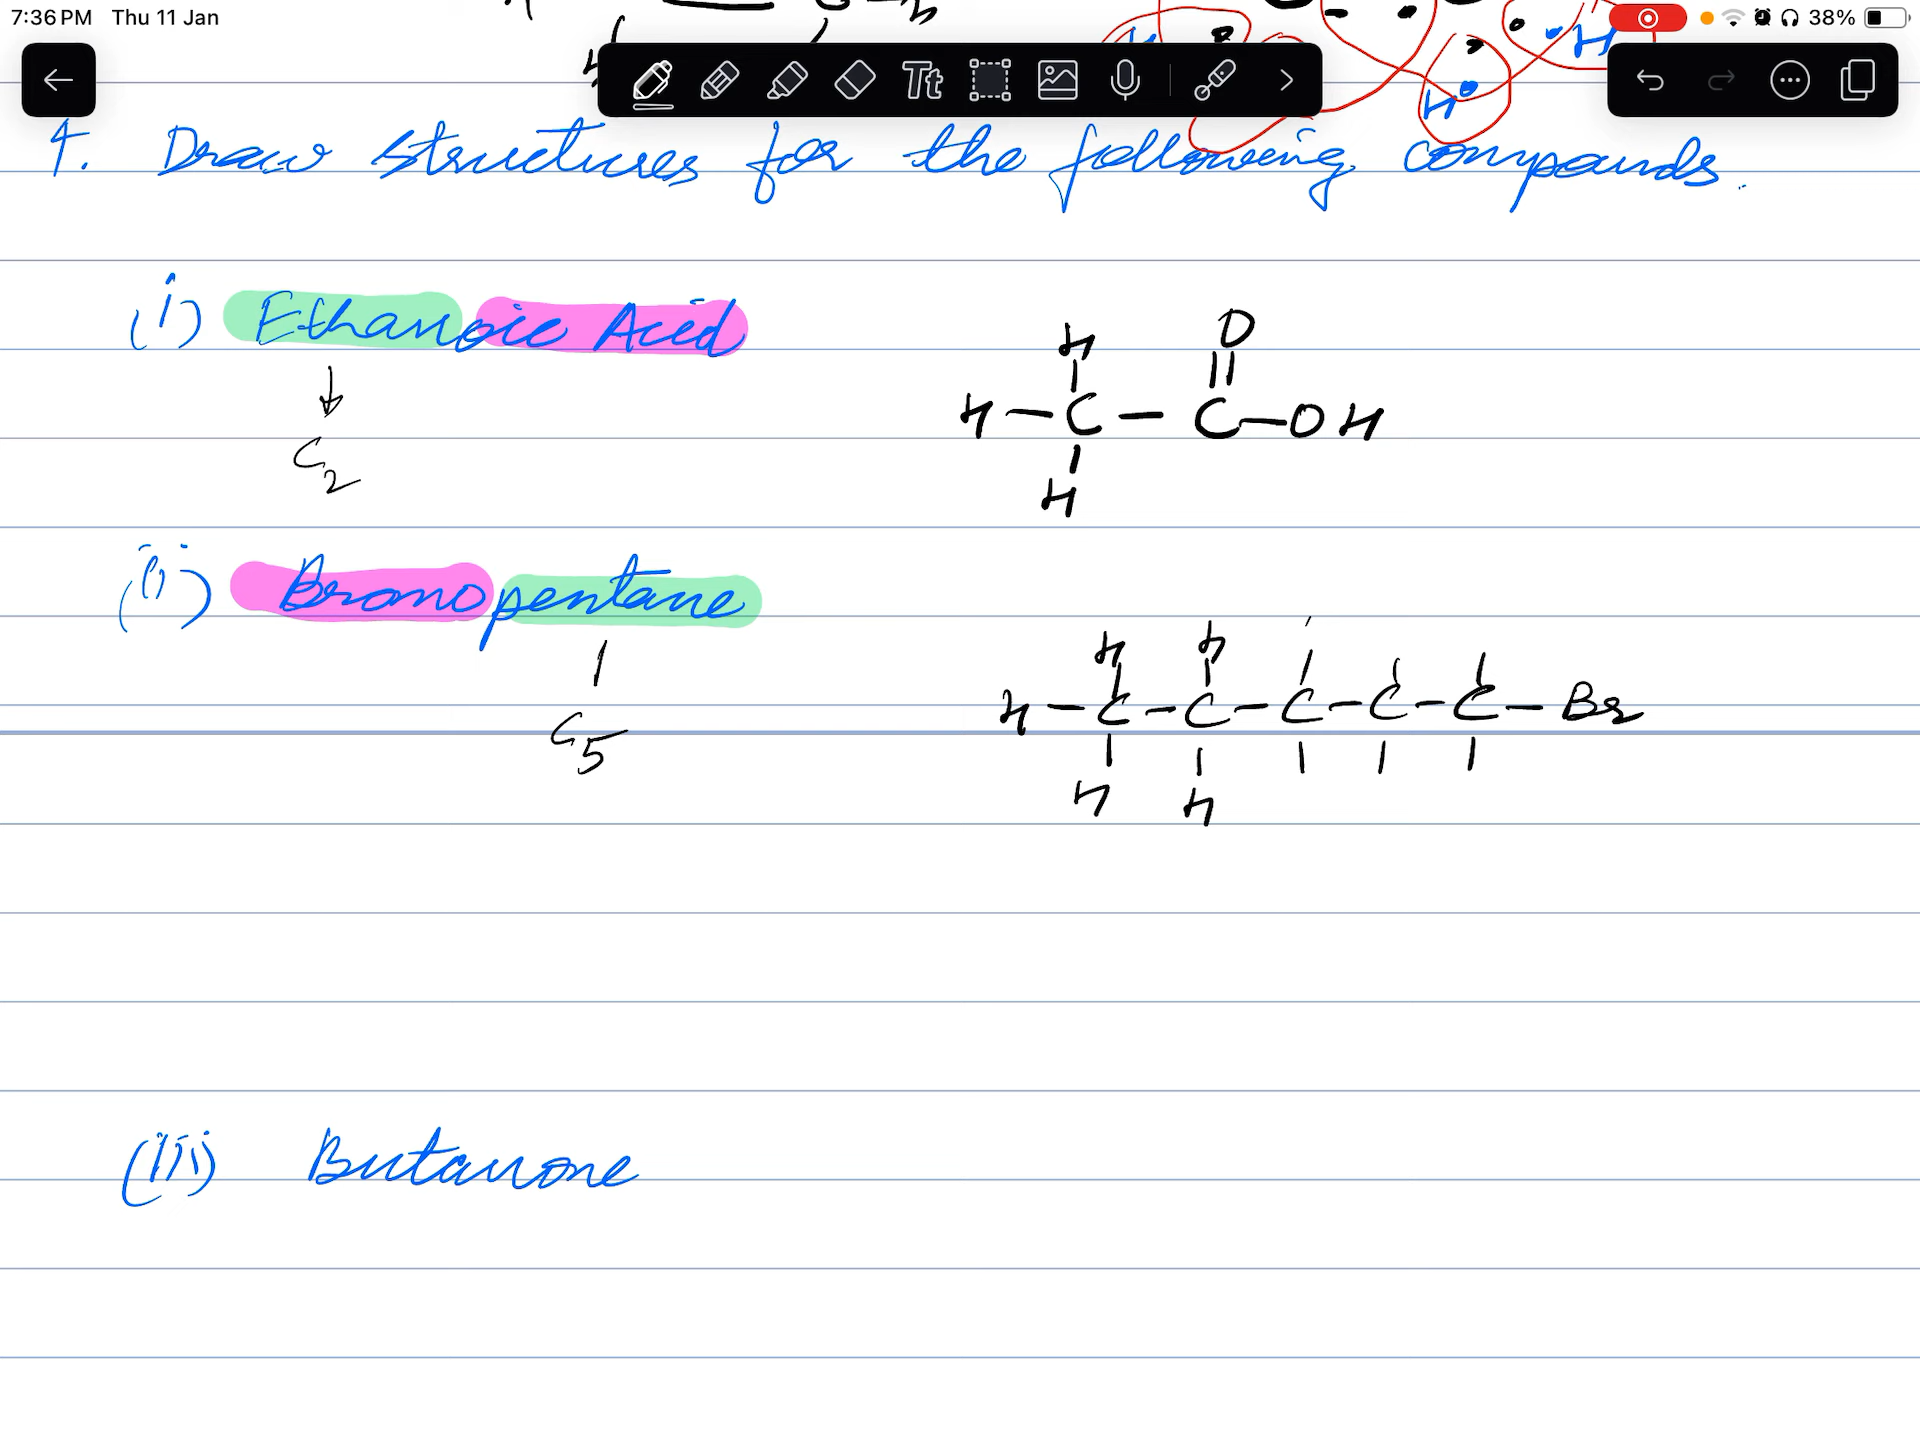 7:36 PM Thu 11 Jan 38%
Tt
H
H
4. Draw structures for the following compounds.
(i) Ethanoic Acid
C2
H O
H - C - C - OH
H
(ii) Bromopentane
C5
H H
H - C - C - C - C - C - Br
H H
(iii) Butanone